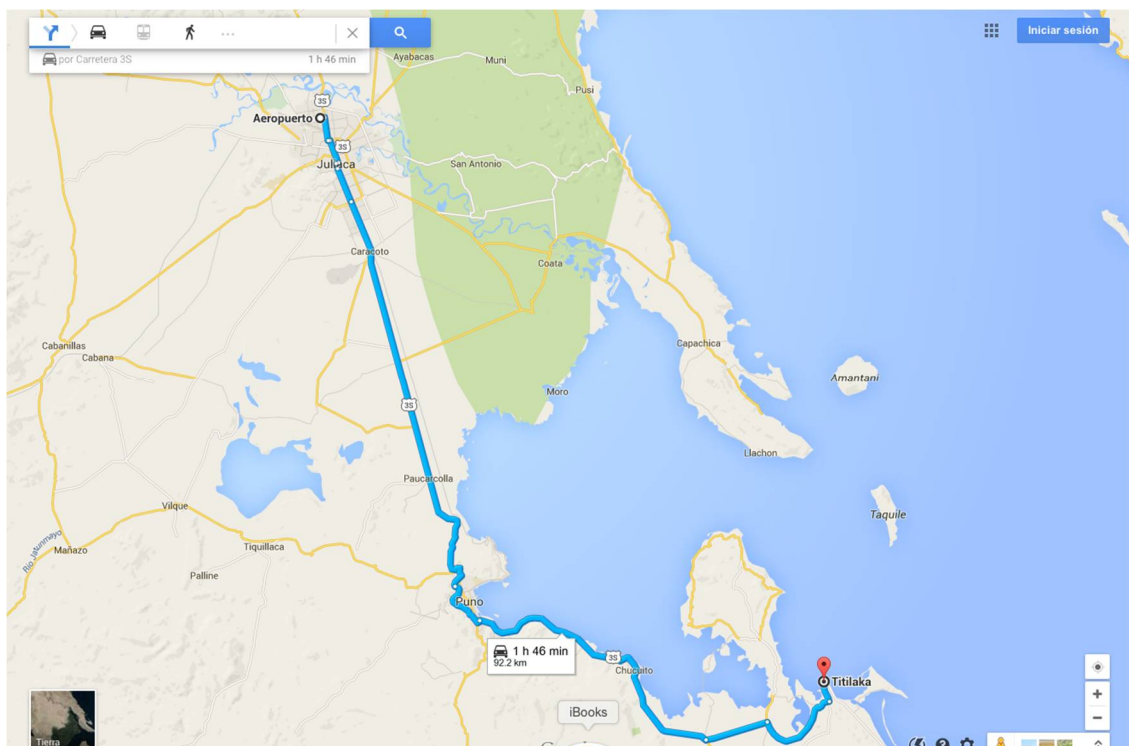 Iniciar sesión
por Carretera 3S 1 h 46 min
Ayabacas
Muni
Pusi
3S
Aeropuerto
3S
Juliaca
San Antonio
Caracoto
Coata
Cabanillas
Cabana
Capachica
Amantani
Moro
3S
Llachon
Paucarcolla
Vilque
Taquile
Mañazo
Tiquillaca
Palline
Puno
1 h 46 min
92.2 km
3S
Chucuito
Titilaka
iBooks
Tierra